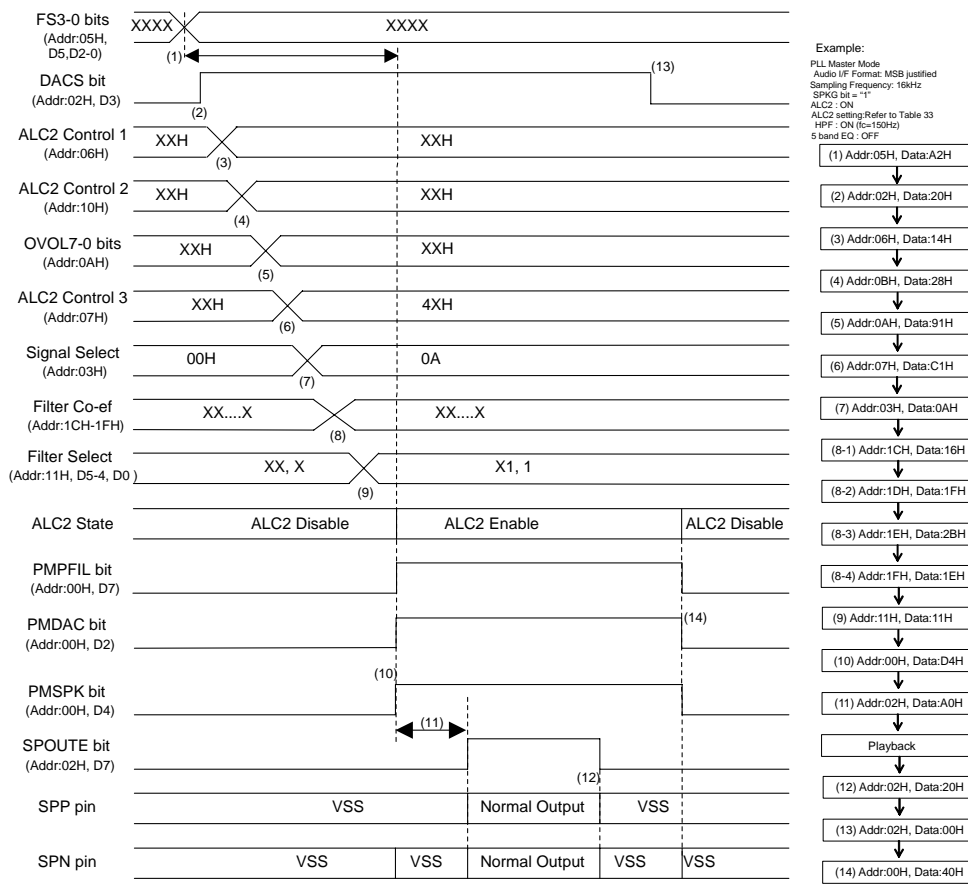 FS3-0 bits
(Addr:05H,
D5,D2-0)
XXXX
XXXX
(1)
DACS bit
(Addr:02H, D3)
(2)
(13)
ALC2 Control 1
(Addr:06H)
XXH
XXH
(3)
ALC2 Control 2
(Addr:10H)
XXH
XXH
(4)
OVOL7-0 bits
(Addr:0AH)
XXH
XXH
(5)
ALC2 Control 3
(Addr:07H)
XXH
4XH
(6)
Signal Select
(Addr:03H)
00H
0A
(7)
Filter Co-ef
(Addr:1CH-1FH)
XX....X
XX....X
(8)
Filter Select
(Addr:11H, D5-4, D0 )
XX, X
X1, 1
(9)
ALC2 State
ALC2 Disable
ALC2 Enable
ALC2 Disable
PMPFIL bit
(Addr:00H, D7)
PMDAC bit
(Addr:00H, D2)
(14)
PMSPK bit
(Addr:00H, D4)
(10)
(11)
SPOUTE bit
(Addr:02H, D7)
(12)
SPP pin
VSS
Normal Output
VSS
SPN pin
VSS
VSS
Normal Output
VSS
VSS
Example:
PLL Master Mode
Audio I/F Format: MSB justified
Sampling Frequency: 16kHz
SPKG bit = "1"
ALC2 : ON
ALC2 setting:Refer to Table 33
HPF : ON (fc=150Hz)
5 band EQ : OFF
(1) Addr:05H, Data:A2H
(2) Addr:02H, Data:20H
(3) Addr:06H, Data:14H
(4) Addr:0BH, Data:28H
(5) Addr:0AH, Data:91H
(6) Addr:07H, Data:C1H
(7) Addr:03H, Data:0AH
(8-1) Addr:1CH, Data:16H
(8-2) Addr:1DH, Data:1FH
(8-3) Addr:1EH, Data:2BH
(8-4) Addr:1FH, Data:1EH
(9) Addr:11H, Data:11H
(10) Addr:00H, Data:D4H
(11) Addr:02H, Data:A0H
Playback
(12) Addr:02H, Data:20H
(13) Addr:02H, Data:00H
(14) Addr:00H, Data:40H